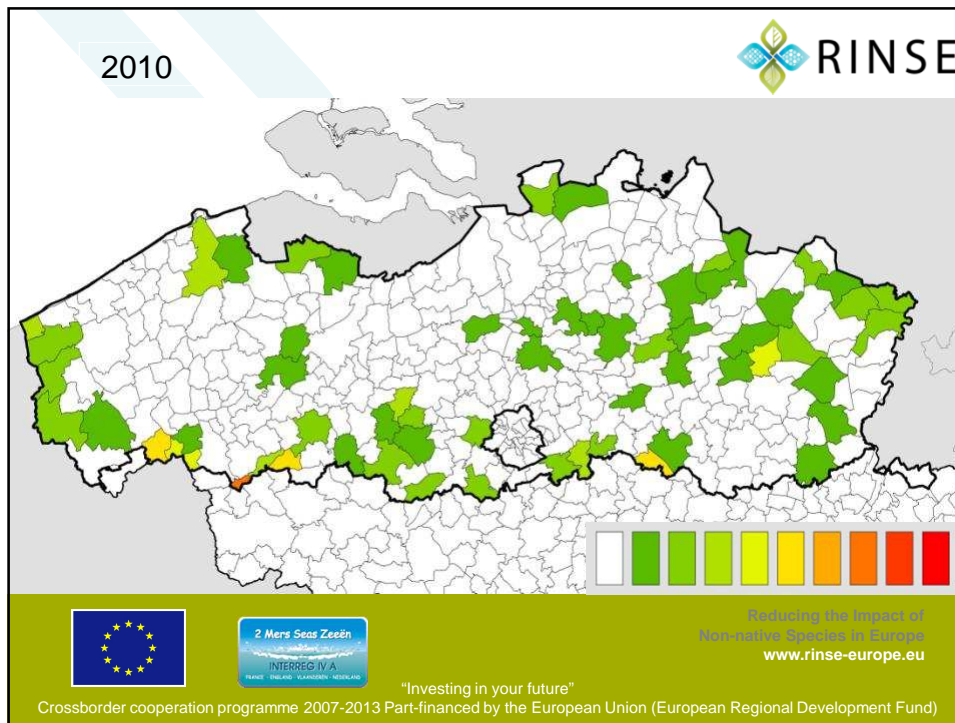 2010
RINSE
Reducing the Impact of
Non-native Species in Europe
www.rinse-europe.eu
2 Mers Seas Zeeën
INTERREG IV A
FRANCE - ENGLAND - VLAANDEREN - NEDERLAND
“Investing in your future”
Crossborder cooperation programme 2007-2013 Part-financed by the European Union (European Regional Development Fund)